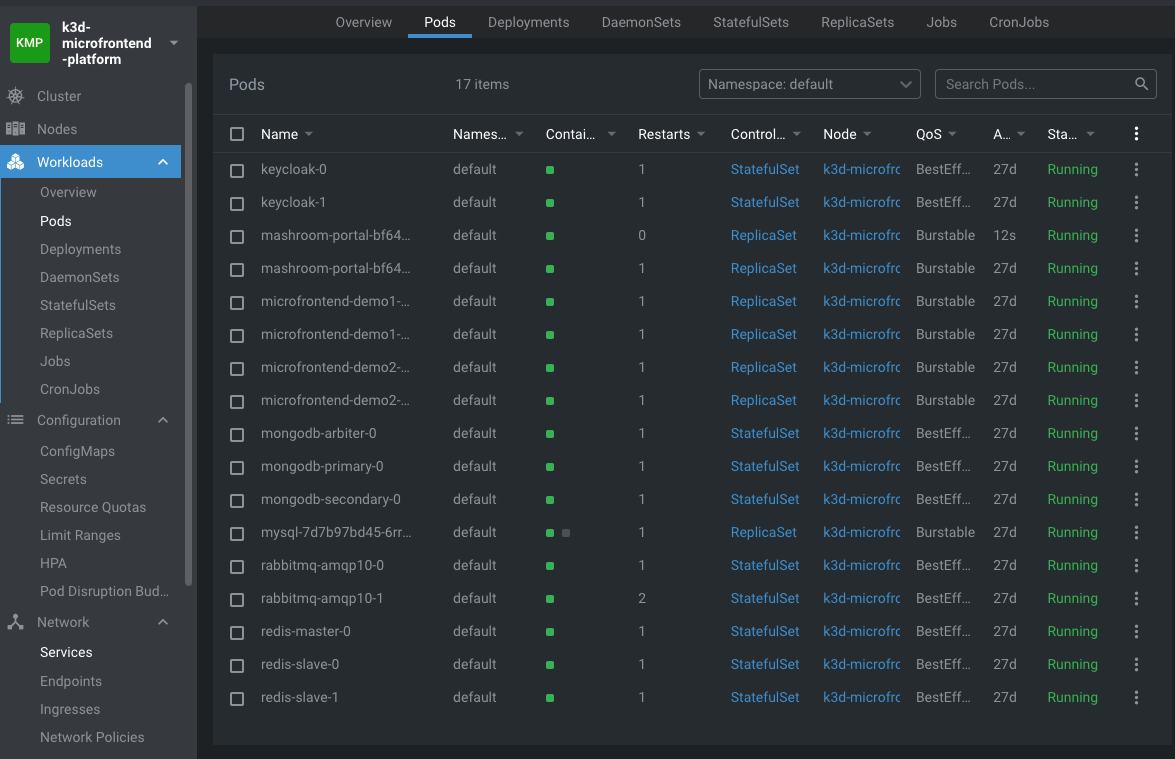 KMP
k3d-
microfrontend
-platform
Cluster
Nodes
Workloads
Overview
Pods
Deployments
DaemonSets
StatefulSets
ReplicaSets
Jobs
CronJobs
Configuration
ConfigMaps
Secrets
Resource Quotas
Limit Ranges
HPA
Pod Disruption Bud...
Network
Services
Endpoints
Ingresses
Network Policies
Overview Pods Deployments DaemonSets StatefulSets ReplicaSets Jobs CronJobs
Pods 17 items Namespace: default Search Pods...
Name Names... Contai... Restarts Control... Node QoS A... Sta...
keycloak-0 default 1 StatefulSet k3d-microfrc BestEff... 27d Running
keycloak-1 default 1 StatefulSet k3d-microfrc BestEff... 27d Running
mashroom-portal-bf64... default 0 ReplicaSet k3d-microfrc Burstable 12s Running
mashroom-portal-bf64... default 1 ReplicaSet k3d-microfrc Burstable 27d Running
microfrontend-demo1-... default 1 ReplicaSet k3d-microfrc Burstable 27d Running
microfrontend-demo1-... default 1 ReplicaSet k3d-microfrc Burstable 27d Running
microfrontend-demo2-... default 1 ReplicaSet k3d-microfrc Burstable 27d Running
microfrontend-demo2-... default 1 ReplicaSet k3d-microfrc Burstable 27d Running
mongodb-arbiter-0 default 1 StatefulSet k3d-microfrc BestEff... 27d Running
mongodb-primary-0 default 1 StatefulSet k3d-microfrc BestEff... 27d Running
mongodb-secondary-0 default 1 StatefulSet k3d-microfrc BestEff... 27d Running
mysql-7d7b97bd45-6rr... default 1 ReplicaSet k3d-microfrc Burstable 27d Running
rabbitmq-amqp10-0 default 1 StatefulSet k3d-microfrc BestEff... 27d Running
rabbitmq-amqp10-1 default 2 StatefulSet k3d-microfrc BestEff... 27d Running
redis-master-0 default 1 StatefulSet k3d-microfrc BestEff... 27d Running
redis-slave-0 default 1 StatefulSet k3d-microfrc BestEff... 27d Running
redis-slave-1 default 1 StatefulSet k3d-microfrc BestEff... 27d Running